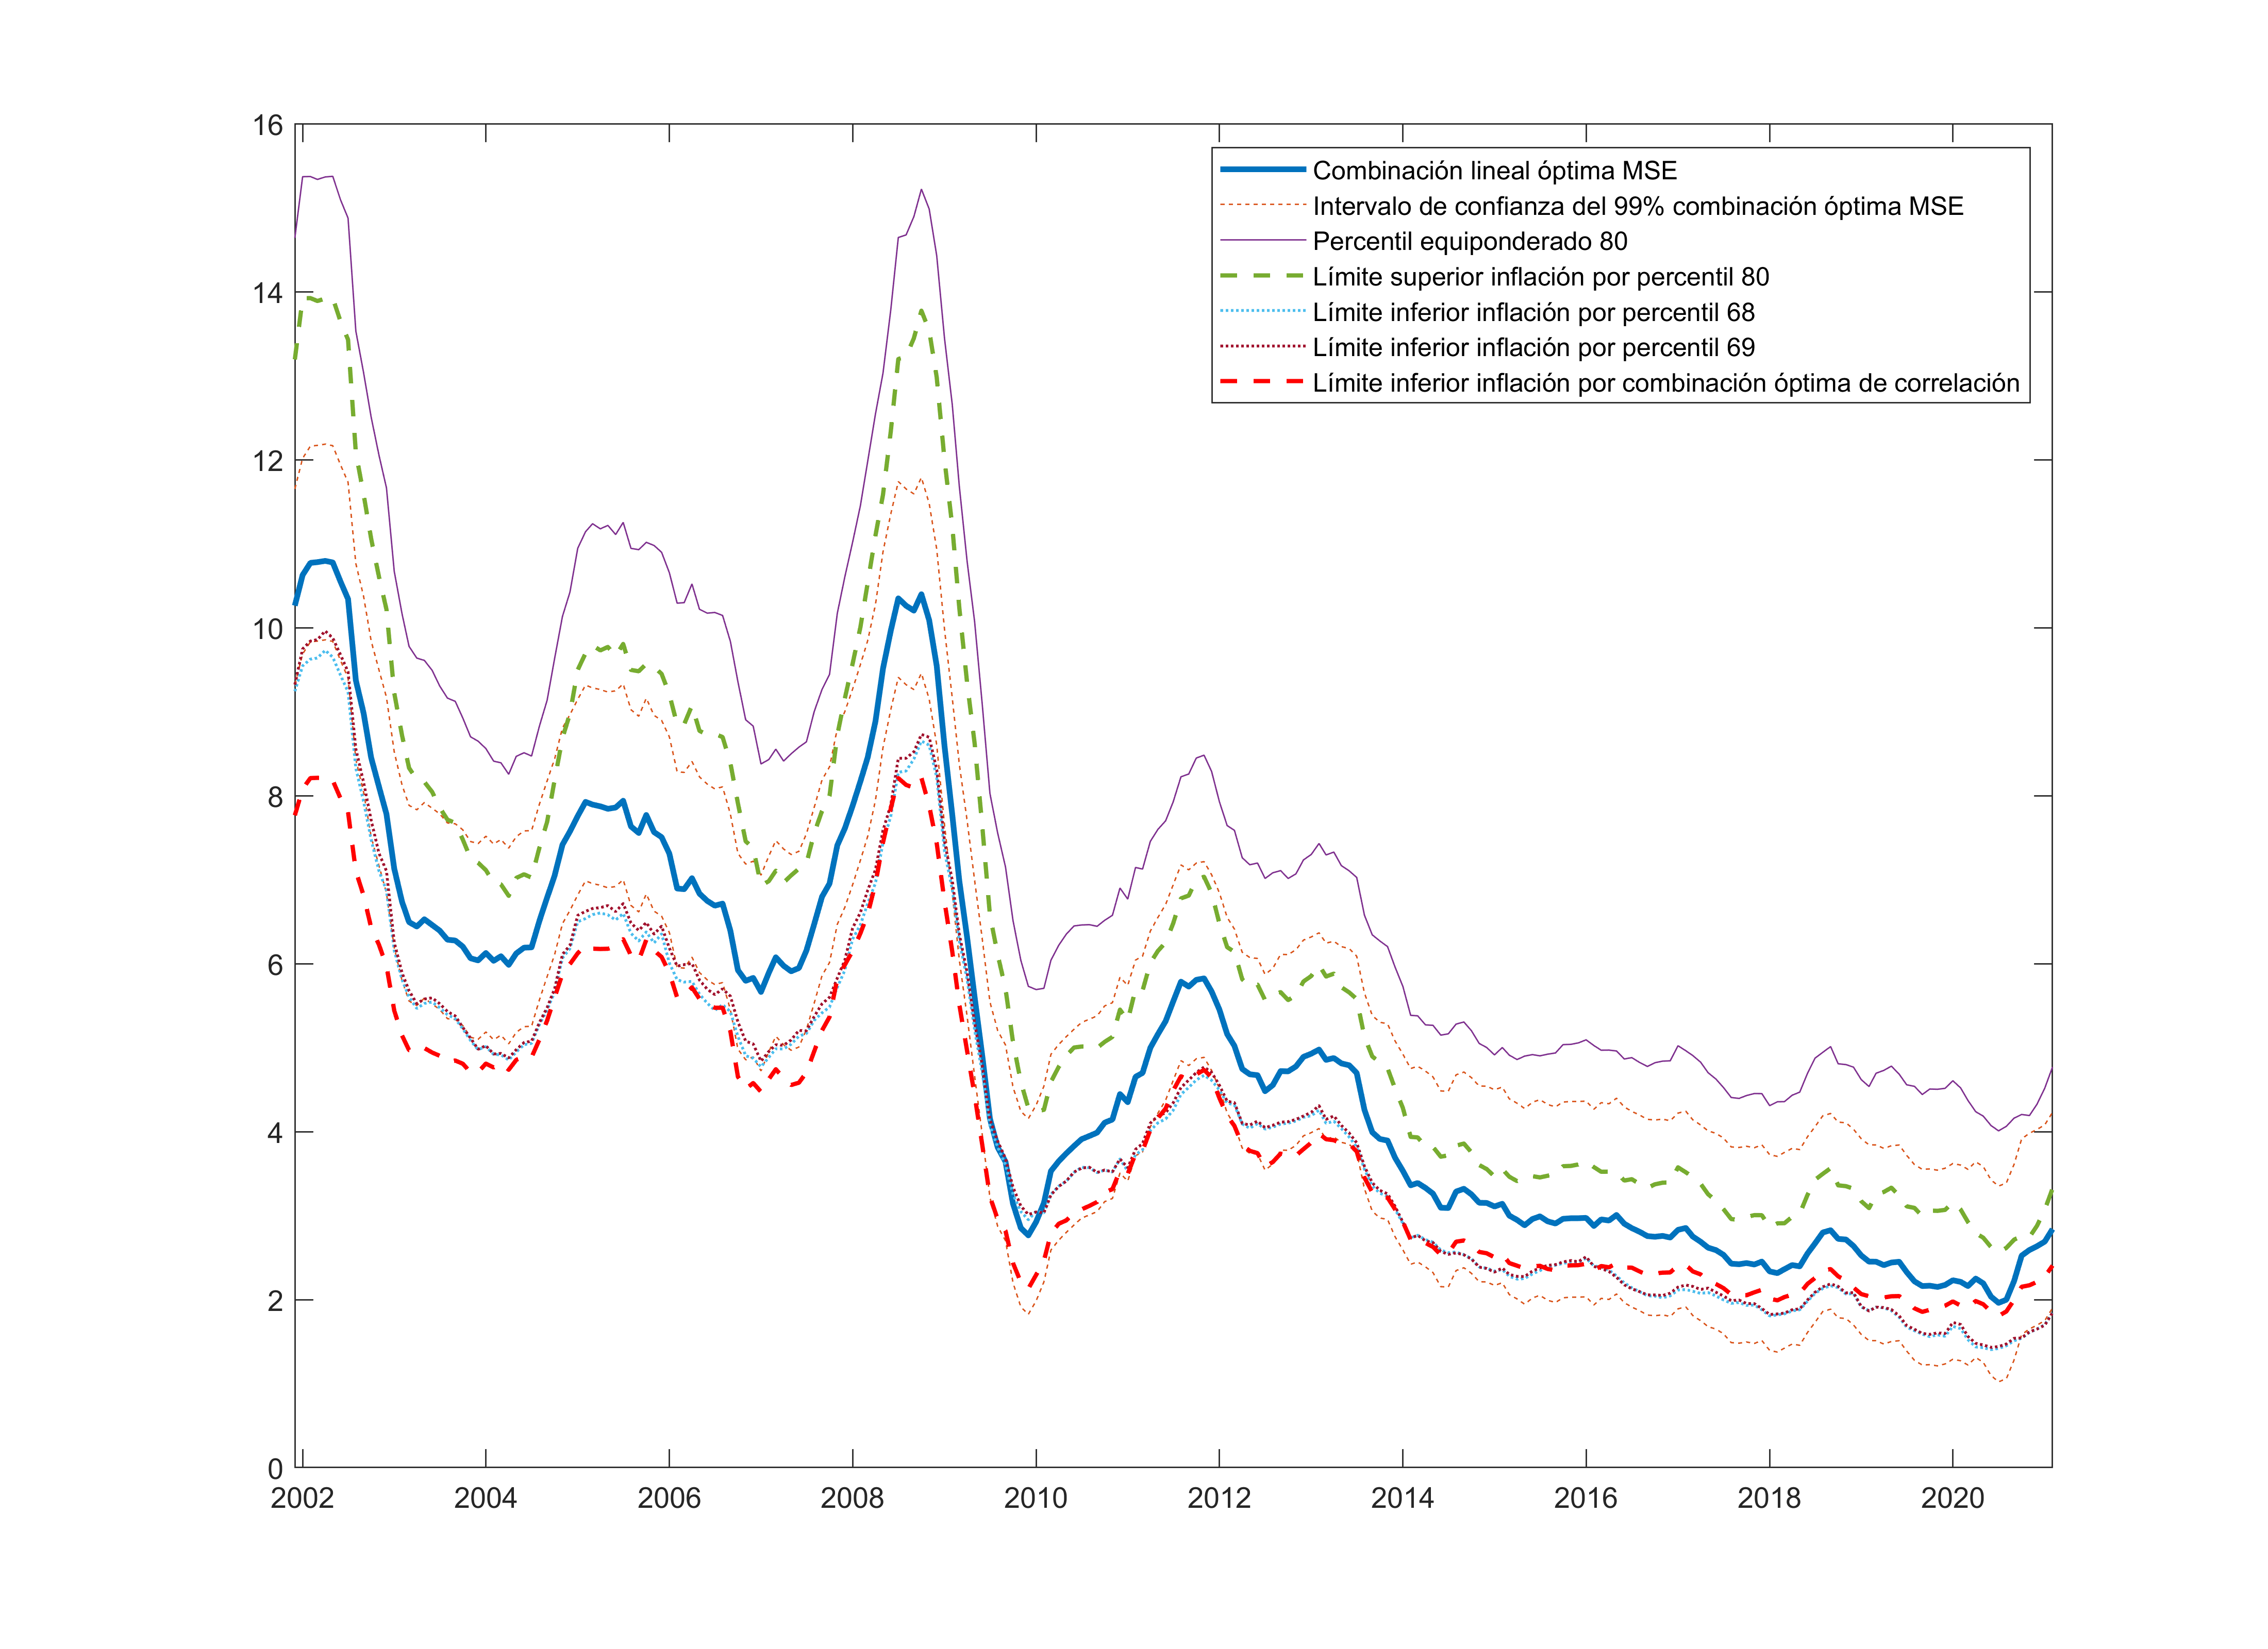 16
14
12
10
8
6
4
2
0
Combinación lineal óptima MSE
Intervalo de confianza del 99% combinación óptima MSE
Percentil equiponderado 80
Límite superior inflación por percentil 80
Límite inferior inflación por percentil 68
Límite inferior inflación por percentil 69
Límite inferior inflación por combinación óptima de correlación
2002 2004 2006 2008 2010 2012 2014 2016 2018 2020